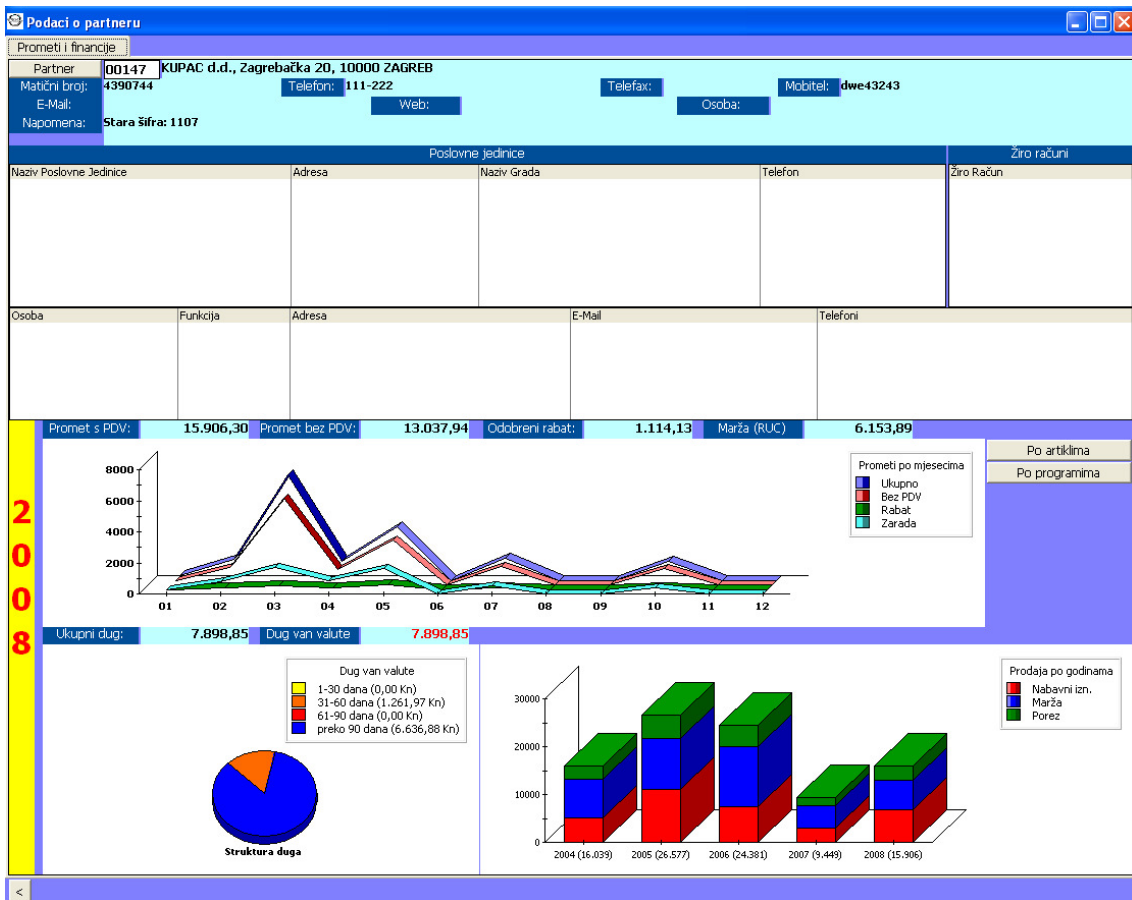 Podaci o partneru
Prometi i financije
Partner 00147 KUPAC d.d., Zagrebačka 20, 10000 ZAGREB
Matični broj: 4390744 Telefon: 111-222 Telefax: Mobitel: dwe43243
E-Mail: Web: Osoba:
Napomena: Stara šifra: 1107
Poslovne jedinice Žiro računi
Naziv Poslovne Jedinice Adresa Naziv Grada Telefon Žiro Račun
Osoba Funkcija Adresa E-Mail Telefoni
2008
Promet s PDV: 15.906,30 Promet bez PDV: 13.037,94 Odobreni rabat: 1.114,13 Marža (RUC) 6.153,89
Po artiklima
Po programima
Prometi po mjesecima
Ukupno
Bez PDV
Rabat
Zarada
8000
6000
4000
2000
0
01 02 03 04 05 06 07 08 09 10 11 12
Ukupni dug: 7.898,85 Dug van valute 7.898,85
Dug van valute
1-30 dana (0,00 Kn)
31-60 dana (1.261,97 Kn)
61-90 dana (0,00 Kn)
preko 90 dana (6.636,88 Kn)
Struktura duga
Prodaja po godinama
Nabavni izn.
Marža
Porez
30000
20000
10000
0
2004 (16.039) 2005 (26.577) 2006 (24.381) 2007 (9.449) 2008 (15.906)
<